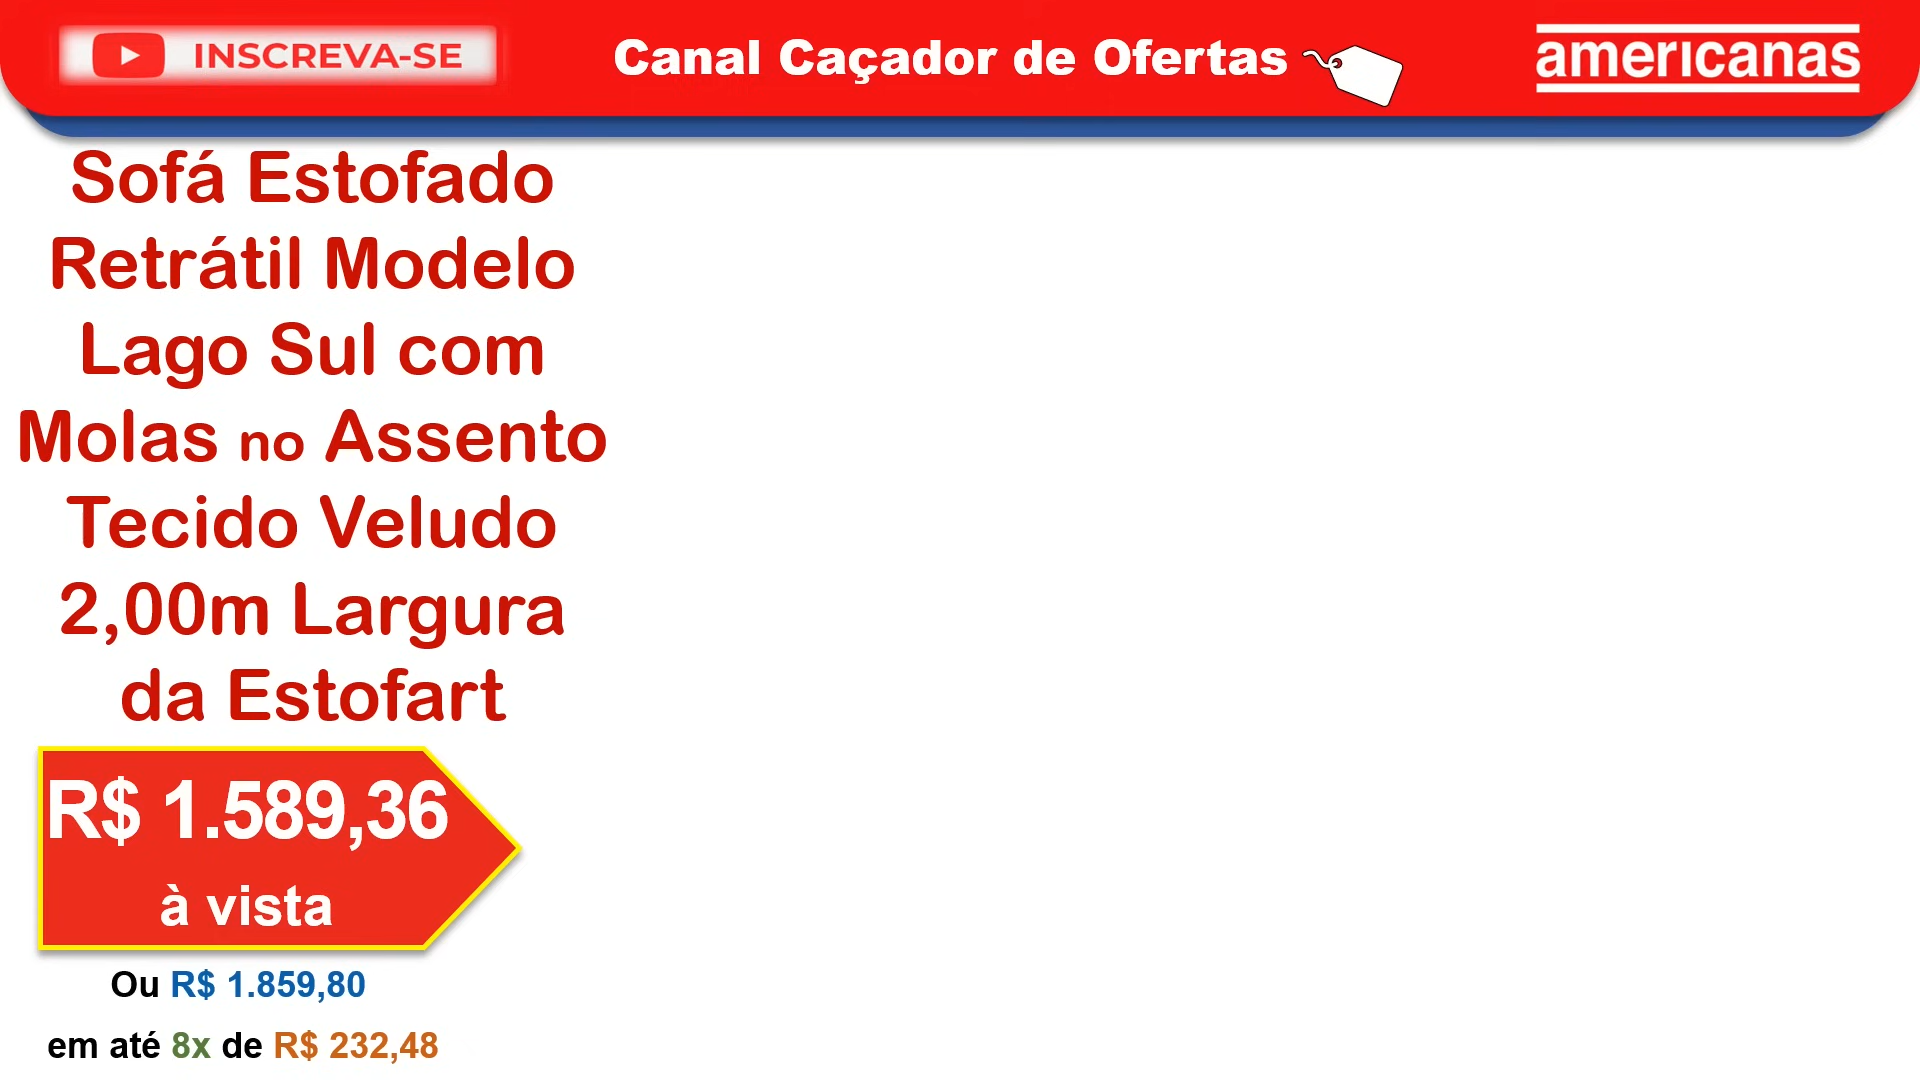 INSCREVA-SE
Canal Caçador de Ofertas
americanas
Sofá Estofado
Retrátil Modelo
Lago Sul com
Molas no Assento
Tecido Veludo
2,00m Largura
da Estofart
R$ 1.589,36
à vista
Ou R$ 1.859,80
em até 8x de R$ 232,48